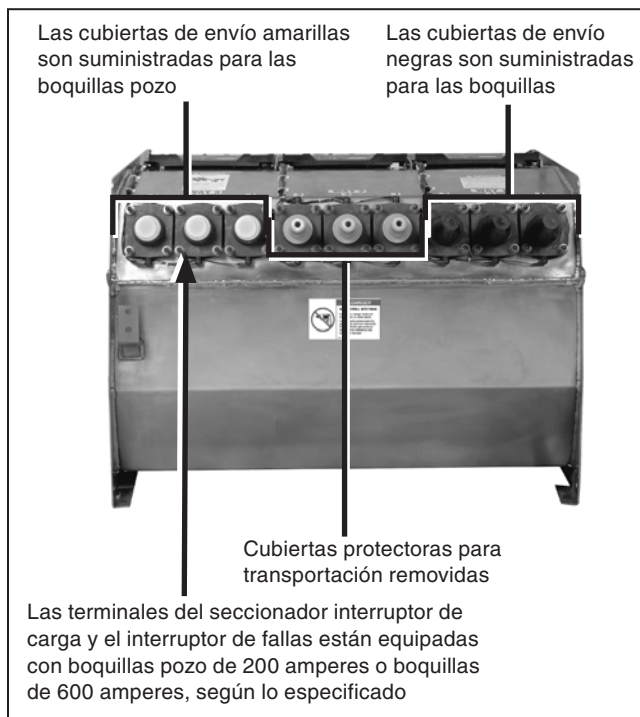 Las cubiertas de envío amarillas
son suministradas para las
boquillas pozo
Las cubiertas de envío
negras son suministradas
para las boquillas
Cubiertas protectoras para
transportación removidas
Las terminales del seccionador interruptor de
carga y el interruptor de fallas están equipadas
con boquillas pozo de 200 amperes o boquillas
de 600 amperes, según lo especificado